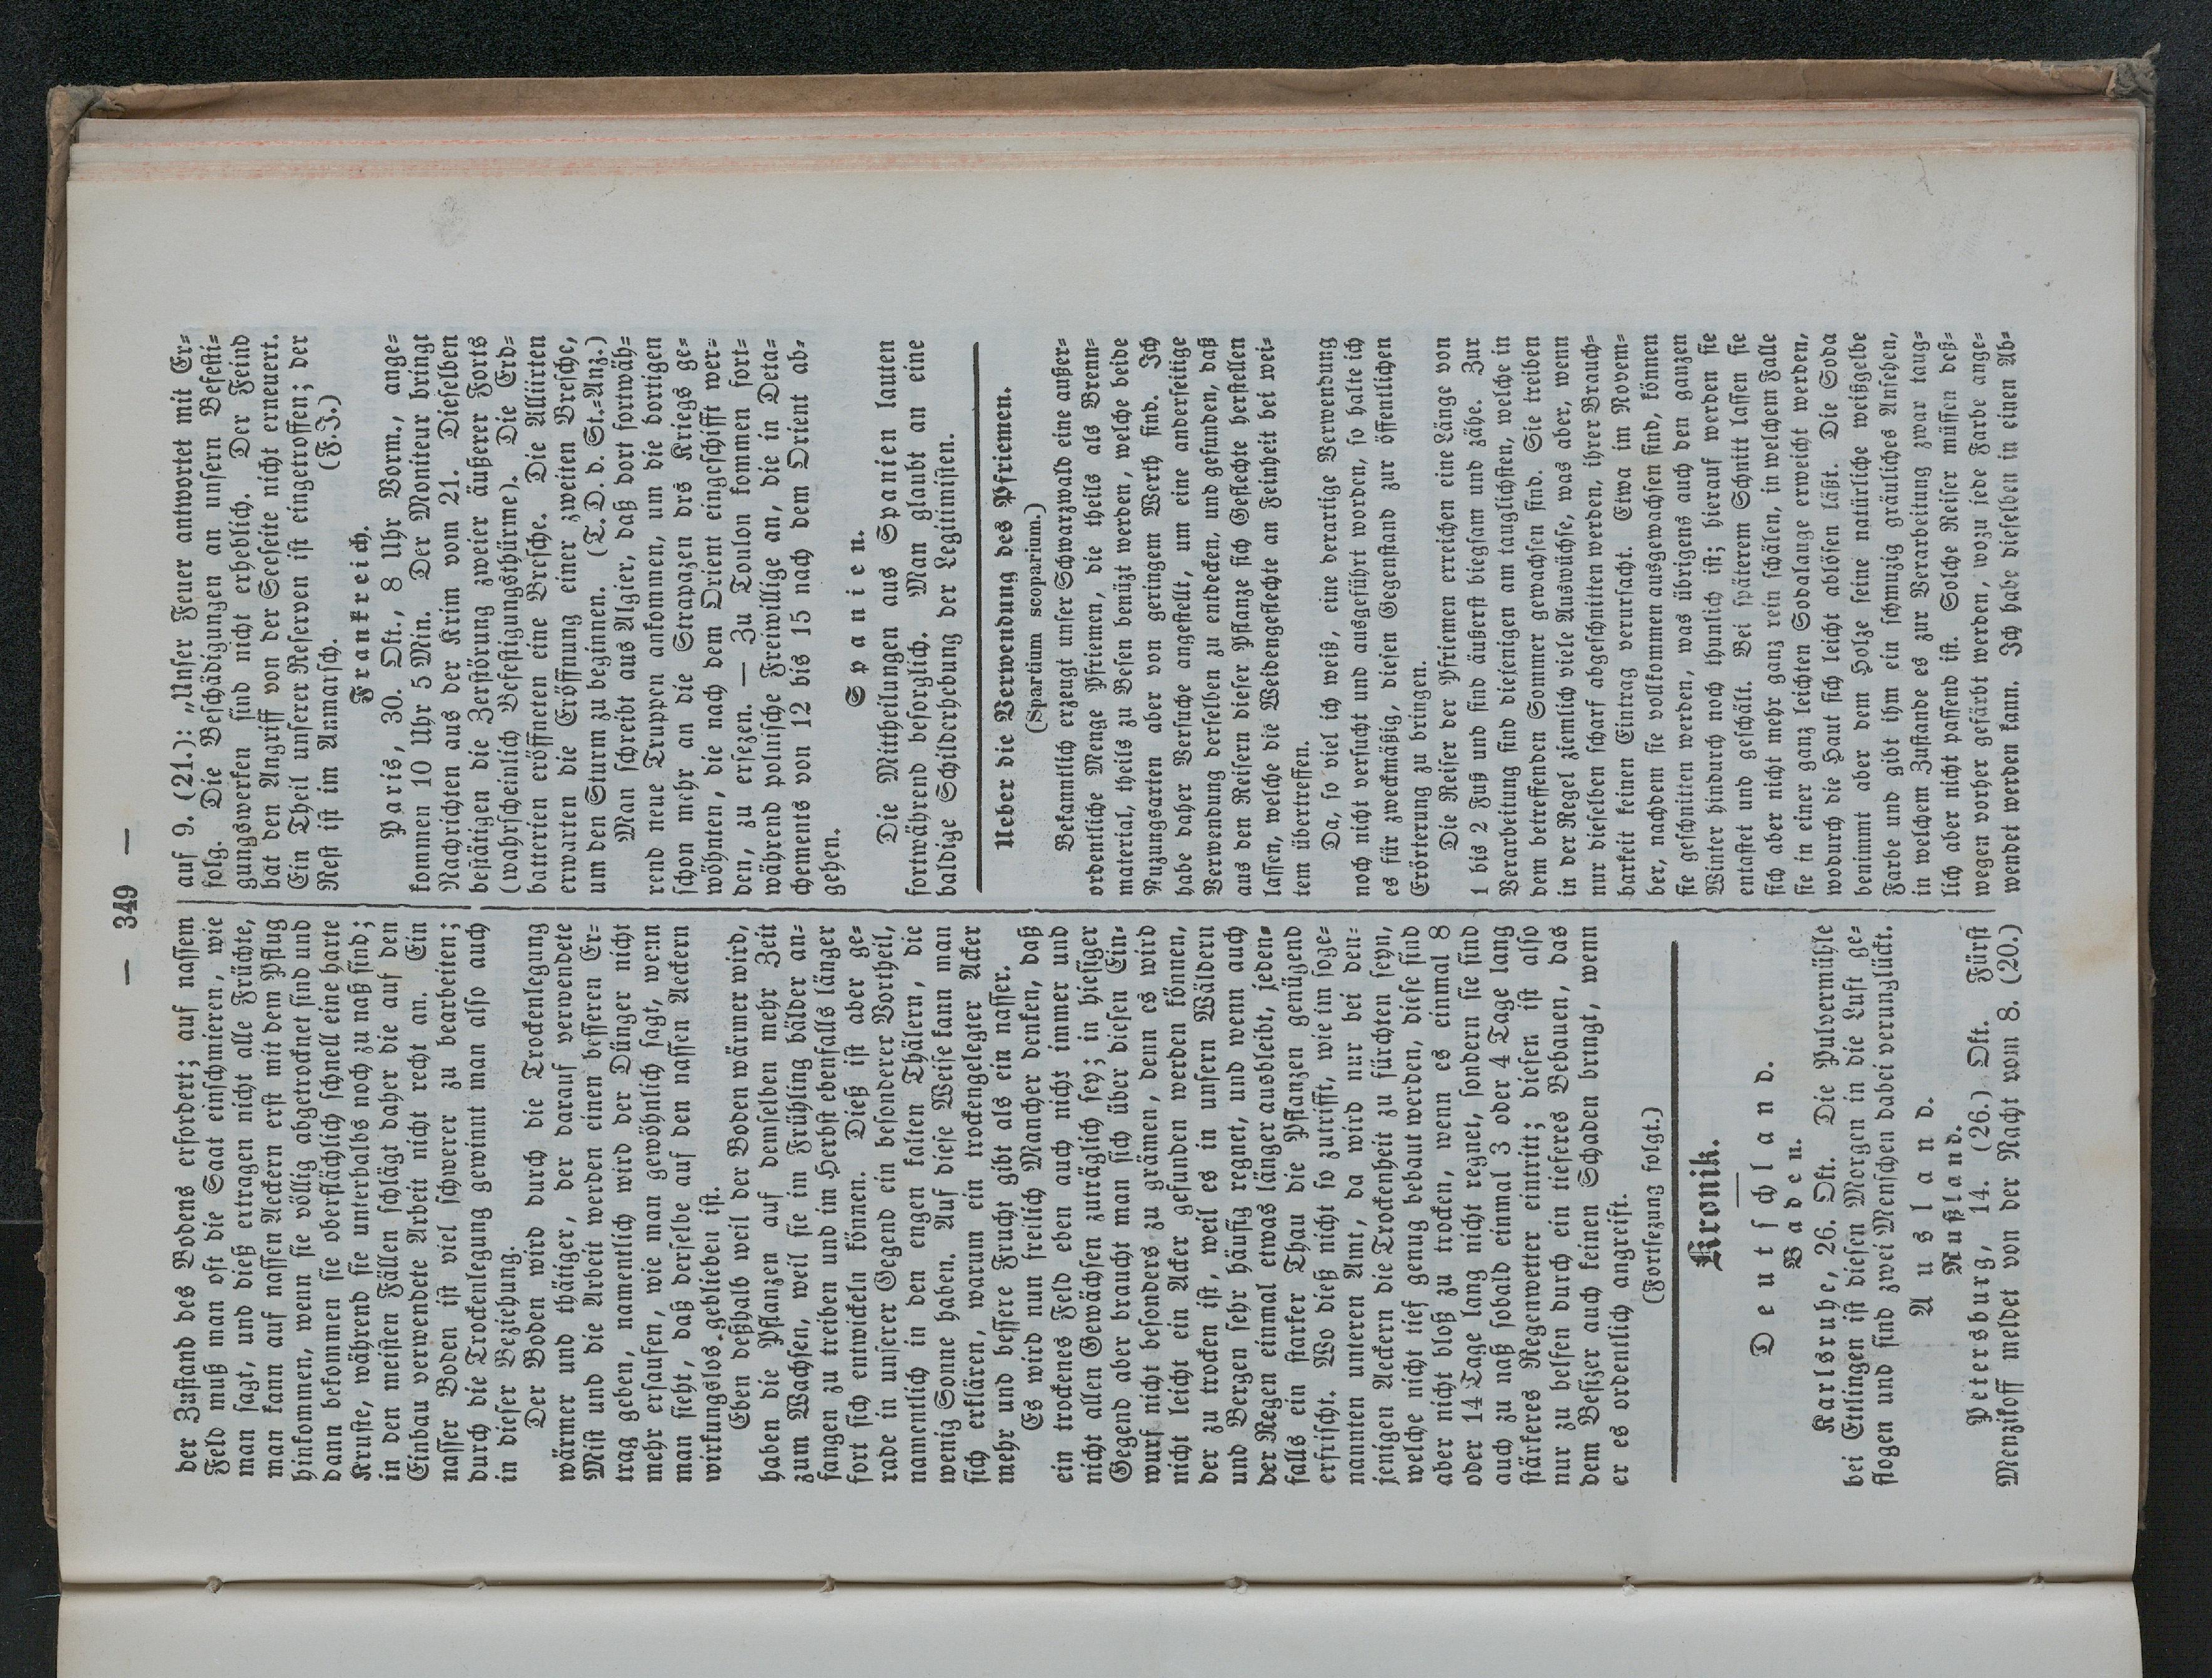 — 349 —
der Zustand des Bodens erfordert; auf nassem
Feld muß man oft die Saat einschmieren, wie
man sagt, und dieß ertragen nicht alle Früchte,
man kann auf nassen Aeckern erst mit dem Pflug
hinkommen, wenn sie völlig abgetrocknet sind und
dann bekommen sie oberflächlich schnell eine harte
Kruste, während sie unterhalbs noch zu naß sind;
in den meisten Fällen schlägt daher die auf den
Einbau verwendete Arbeit nicht recht an. Ein
nasser Boden ist viel schwerer zu bearbeiten;
durch die Trockenlegung gewinnt man also auch
in dieser Beziehung.
Der Boden wird durch die Trockenlegung
wärmer und thätiger, der darauf verwendete
Mist und die Arbeit werden einen besseren Er-
trag geben, namentlich wird der Dünger nicht
mehr ersaufen, wie man gewöhnlich sagt, wenn
man sieht, daß derselbe auf den nassen Aeckern
wirkungslos geblieben ist.
Eben deßhalb weil der Boden wärmer wird,
haben die Pflanzen auf demselben mehr Zeit
zum Wachsen, weil sie im Frühling bälder an-
fangen zu treiben und im Herbst ebenfalls länger
fort sich entwickeln können. Dieß ist aber ge-
rade in unserer Gegend ein besonderer Vortheil,
namentlich in den engen kalten Thälern, die
wenig Sonne haben. Auf diese Weise kann man
sich erklären, warum ein trockengelegter Acker
mehr und bessere Frucht gibt als ein nasser.
Es wird nun freilich Mancher denken, daß
ein trockenes Feld eben auch nicht immer und
nicht allen Gewächsen zuträglich sey; in hiesiger
Gegend aber braucht man sich über diesen Ein-
wurf nicht besonders zu grämen, denn es wird
nicht leicht ein Acker gefunden werden können,
der zu trocken ist, weil es in unsern Wäldern
und Bergen sehr häufig regnet, und wenn auch
der Regen einmal etwas länger ausbleibt, jeden-
falls ein starker Thau die Pflanzen genügend
erfrischt. Wo dieß nicht so zutrifft, wie im soge-
nannten unteren Amt, da wird nur bei den-
jenigen Aeckern die Trockenheit zu fürchten seyn,
welche nicht tief genug bebaut werden, diese sind
aber nicht bloß zu trocken, wenn es einmal 8
oder 14 Tage lang nicht regnet, sondern sie sind
auch zu naß sobald einmal 3 oder 4 Tage lang
stärkeres Regenwetter eintritt; diesen ist also
nur zu helfen durch ein tieferes Bebauen, das
dem Besizer auch keinen Schaden bringt, wenn
er es ordentlich angreift.
(Fortsezung folgt.)
Kronik.
Deutschland.
Baden.
Karlsruhe, 26. Okt. Die Pulvermühle
bei Ettlingen ist diesen Morgen in die Luft ge-
flogen und sind zwei Menschen dabei verunglückt.
Ausland.
Rußland.
Petersburg, 14. (26.) Okt. Fürst
Menzikoff meldet von der Nacht vom 8. (20.)
auf 9. (21.): „Unser Feuer antwortet mit Er-
folg. Die Beschädigungen an unsern Befesti-
gungswerken sind nicht erheblich. Der Feind
hat den Angriff von der Seeseite nicht erneuert.
Ein Theil unserer Reserven ist eingetroffen; der
Rest ist im Anmarsch. (F.J.)
Frankreich.
Paris, 30. Okt., 8 Uhr Vorm., ange-
kommen 10 Uhr 5 Min. Der Moniteur bringt
Nachrichten aus der Krim vom 21. Dieselben
bestätigen die Zerstörung zweier äußerer Forts
(wahrscheinlich Befestigungsthürme). Die Erd-
batterien eröffneten eine Bresche. Die Alliirten
erwarten die Eröffnung einer zweiten Bresche,
um den Sturm zu beginnen. (T.D. d. St.-Anz.)
Man schreibt aus Algier, daß dort fortwäh-
rend neue Truppen ankommen, um die dortigen
schon mehr an die Strapazen des Kriegs ge-
wöhnten, die nach dem Orient eingeschifft wer-
den, zu ersezen. — Zu Toulon kommen fort-
während polnische Freiwillige an, die in Deta-
chements von 12 bis 15 nach dem Orient ab-
gehen.
Spanien.
Die Mittheilungen aus Spanien lauten
fortwährend besorglich. Man glaubt an eine
baldige Schilderhebung der Legitimisten.
Ueber die Verwendung des Pfriemen.
(Spartium scoparium.)
Bekanntlich erzeugt unser Schwarzwald eine außer-
ordentliche Menge Pfriemen, die theils als Brenn-
material, theils zu Besen benüzt werden, welche beide
Nuzungsarten aber von geringem Werth sind. Ich
habe daher Versuche angestellt, um eine anderseitige
Verwendung derselben zu entdecken, und gefunden, daß
aus den Reisern dieser Pflanze sich Geflechte herstellen
lassen, welche die Weidengeflechte an Feinheit bei wei-
tem übertreffen.
Da, so viel ich weiß, eine derartige Verwendung
noch nicht versucht und ausgeführt worden, so halte ich
es für zweckmäßig, diesen Gegenstand zur öffentlichen
Erörterung zu bringen.
Die Reiser der Pfriemen erreichen eine Länge von
1 bis 2 Fuß und sind äußerst biegsam und zähe. Zur
Verarbeitung sind diejenigen am tauglichsten, welche in
dem betreffenden Sommer gewachsen sind. Sie treiben
in der Regel ziemlich viele Auswüchse, was aber, wenn
nur dieselben scharf abgeschnitten werden, ihrer Brauch-
barkeit keinen Eintrag verursacht. Etwa im Novem-
ber, nachdem sie vollkommen ausgewachsen sind, können
sie geschnitten werden, was übrigens auch den ganzen
Winter hindurch noch thunlich ist; hierauf werden sie
entastet und geschält. Bei späterem Schnitt lassen sie
sich aber nicht mehr ganz rein schälen, in welchem Falle
sie in einer ganz leichten Sodalauge erweicht werden,
wodurch die Haut sich leicht ablösen läßt. Die Soda
benimmt aber dem Holze seine natürliche weißgelbe
Farbe und gibt ihm ein schmuzig gräuliches Ansehen,
in welchem Zustande es zur Verarbeitung zwar taug-
lich aber nicht passend ist. Solche Reiser müssen deß-
wegen vorher gefärbt werden, wozu jede Farbe ange-
wendet werden kann. Ich habe dieselben in einen Ab-